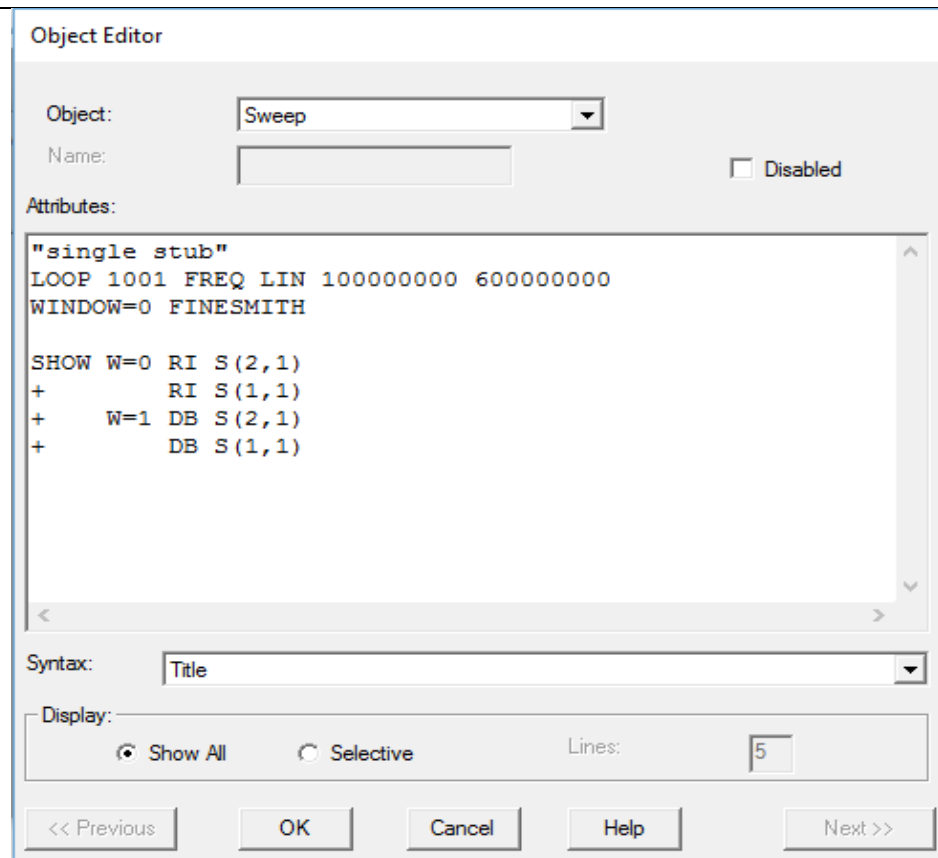 Object Editor
Object: Sweep
Name: Disabled
Attributes:
"single stub"
LOOP 1001 FREQ LIN 100000000 600000000
WINDOW=0 FINESMITH
SHOW W=0 RI S(2,1)
+        RI S(1,1)
+    W=1 DB S(2,1)
+        DB S(1,1)
Syntax: Title
Display:
Show All Selective Lines: 5
<< Previous OK Cancel Help Next >>